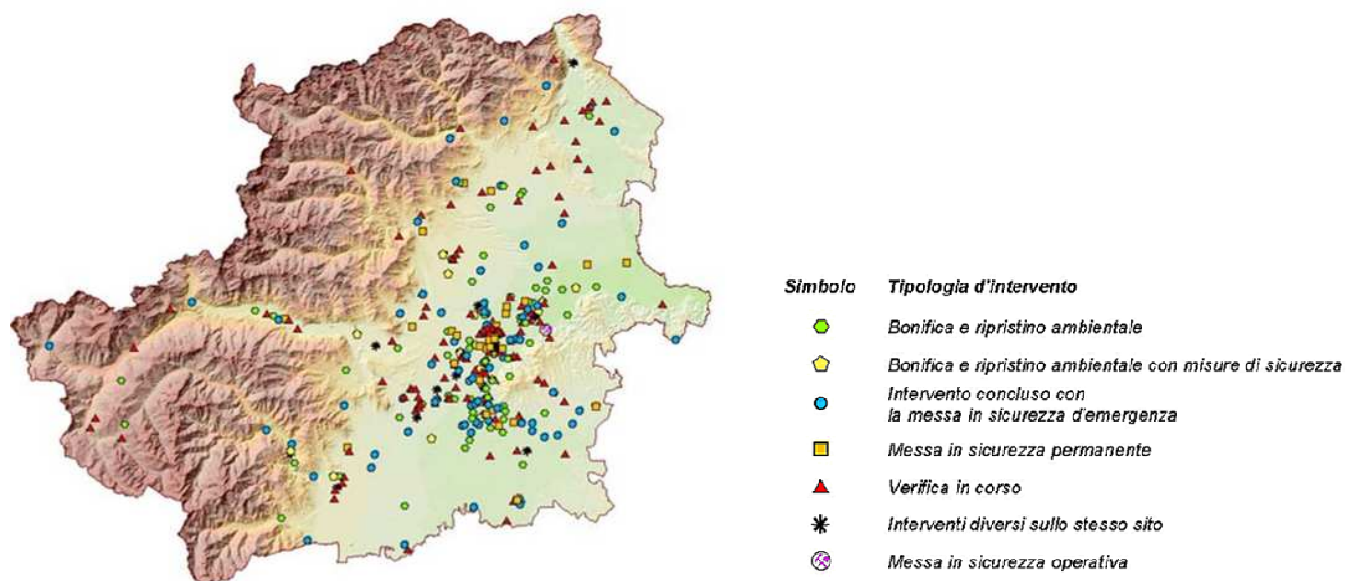 Simbolo Tipologia d'intervento
Bonifica e ripristino ambientale
Bonifica e ripristino ambientale con misure di sicurezza
Intervento concluso con
la messa in sicurezza d'emergenza
Messa in sicurezza permanente
Verifica in corso
Interventi diversi sullo stesso sito
Messa in sicurezza operativa